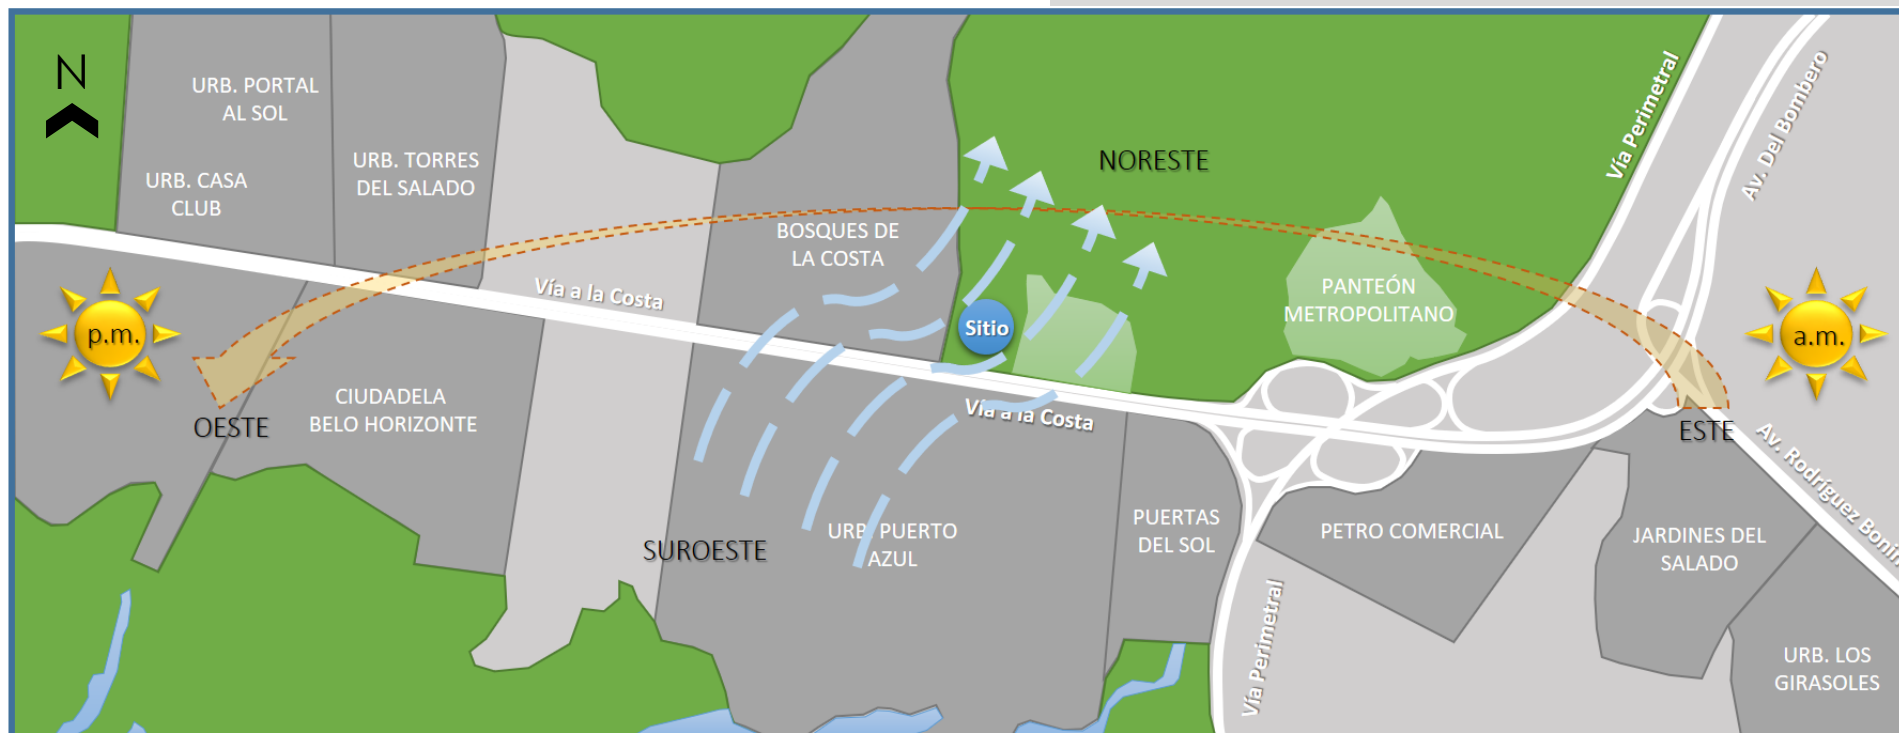 N
URB. PORTAL
AL SOL
URB. CASA
CLUB
URB. TORRES
DEL SALADO
BOSQUES DE
LA COSTA
NORESTE
Vía Perimetral
Av. Del Bombero
PANTEÓN
METROPOLITANO
Vía a la Costa
Sitio
p.m.
a.m.
OESTE
CIUDADELA
BELO HORIZONTE
Vía a la Costa
ESTE
Av. Rodríguez Bonín
SUROESTE
URB. PUERTO
AZUL
PUERTAS
DEL SOL
PETRO COMERCIAL
JARDINES DEL
SALADO
Vía Perimetral
URB. LOS
GIRASOLES